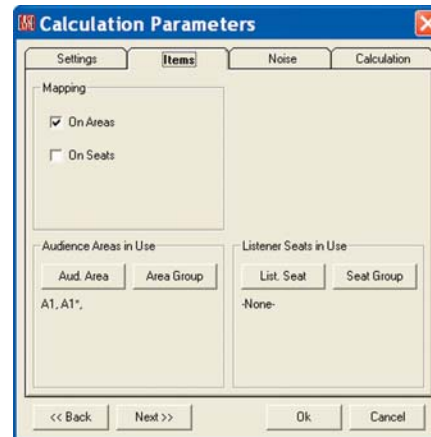 Calculation Parameters
Settings Items Noise Calculation
Mapping
On Areas
On Seats
Audience Areas in Use
Aud. Area Area Group
A1, A1*,
Listener Seats in Use
List. Seat Seat Group
-None-
<< Back Next >> Ok Cancel